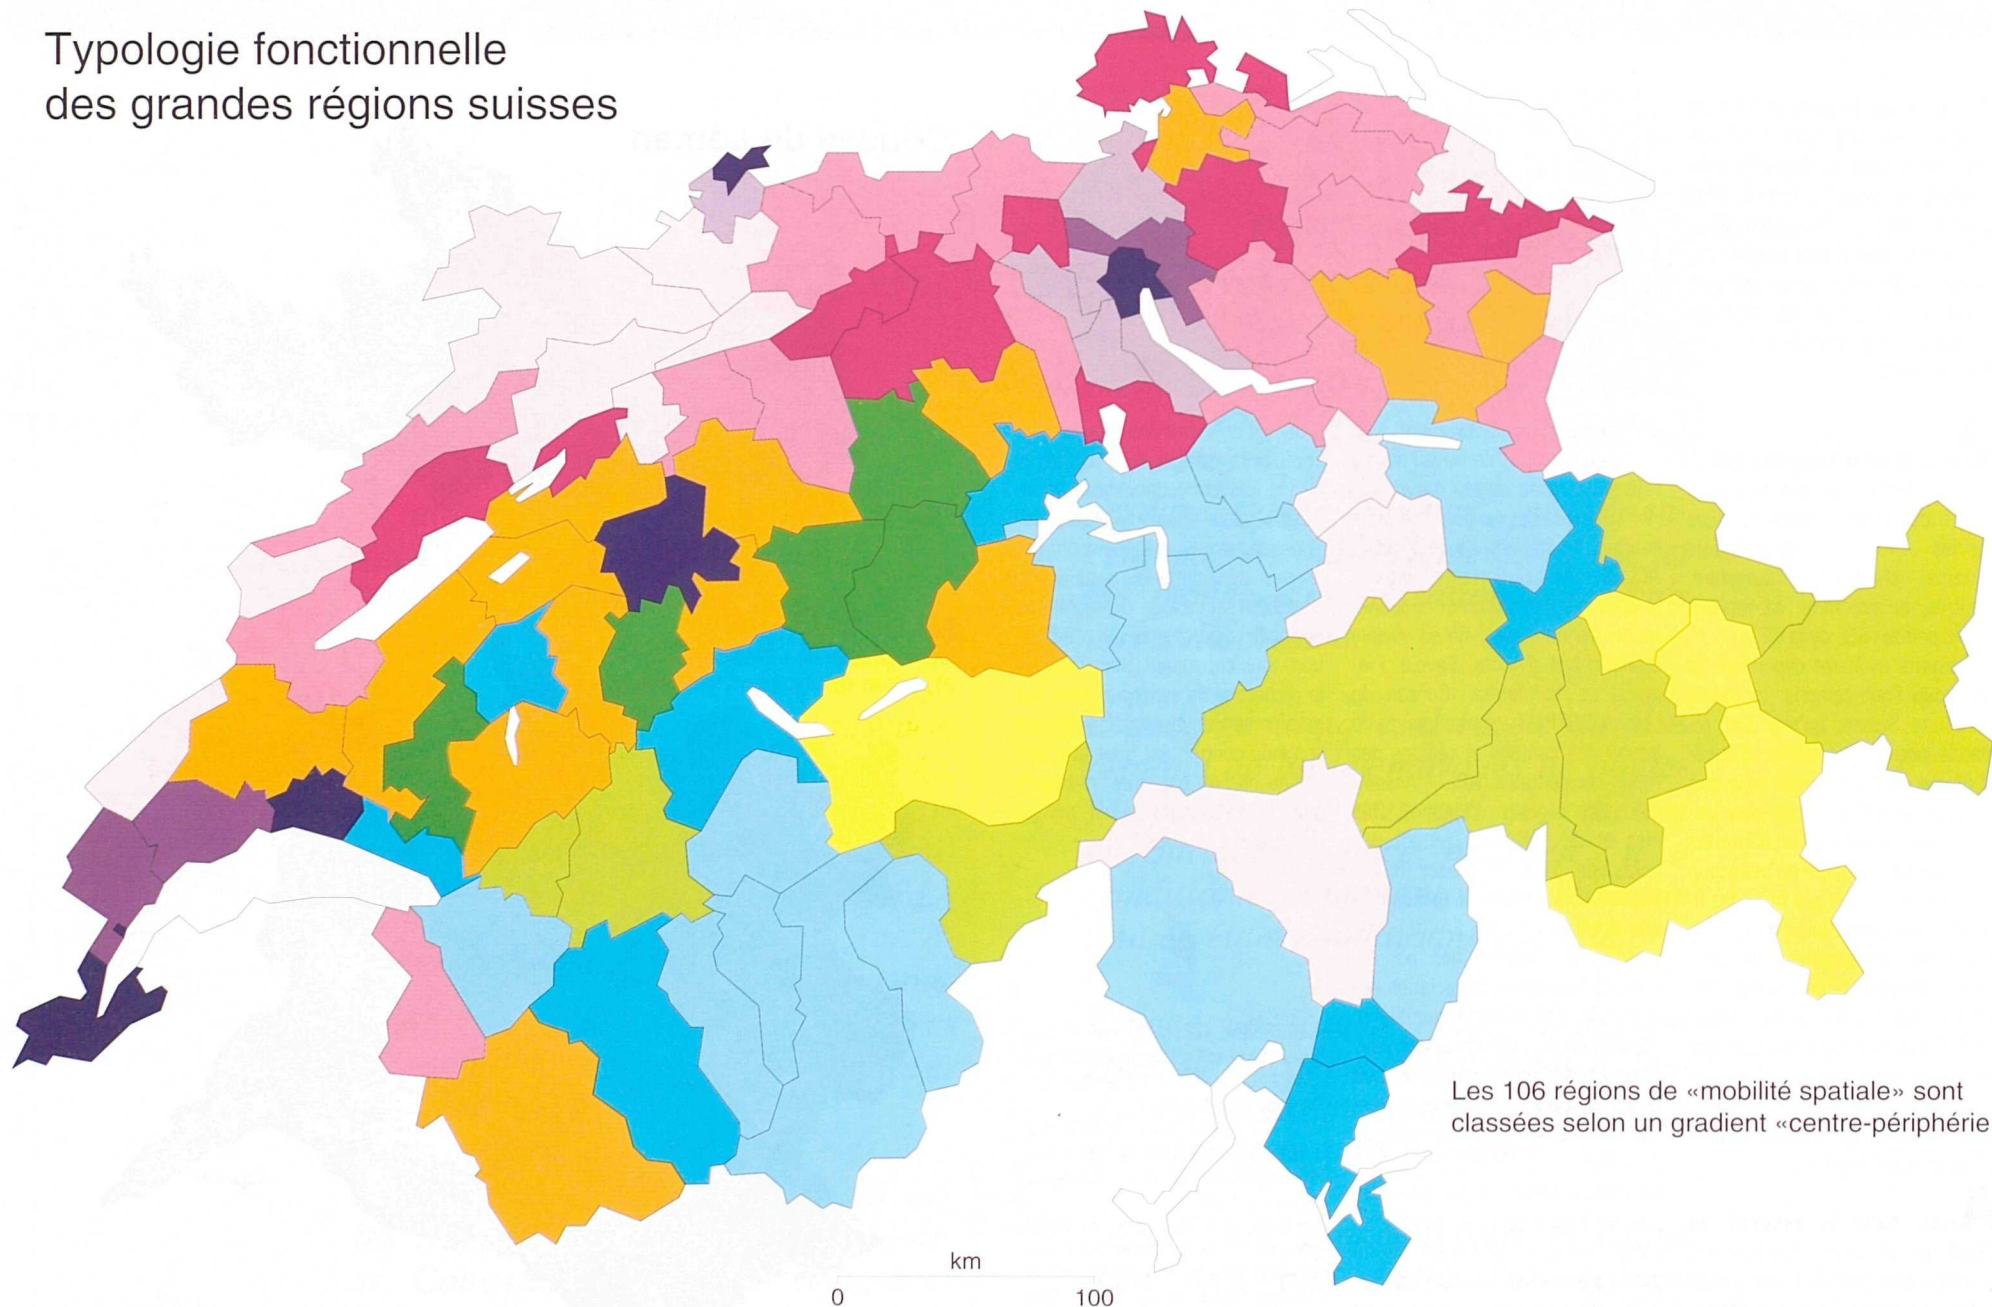 Typologie fonctionnelle
des grandes régions suisses
Les 106 régions de «mobilité spatiale» sont
classées selon un gradient «centre-périphérie
km
0 100